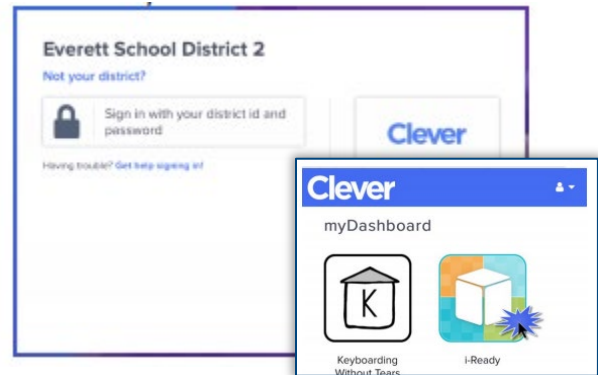 Everett School District 2
Not your district?
Sign in with your district id and
password
Having trouble? Get help signing in!
Clever
Clever
myDashboard
K
Keyboarding
Without Tears
i-Ready